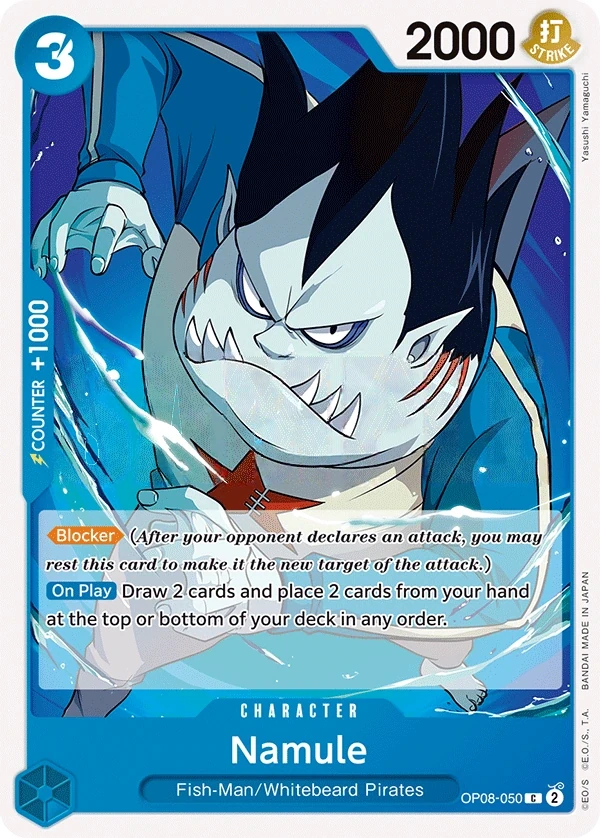 3
2000
打
STRIKE
Yasushi Yamaguchi
COUNTER +1000
Blocker (After your opponent declares an attack, you may
rest this card to make it the new target of the attack.)
On Play Draw 2 cards and place 2 cards from your hand
at the top or bottom of your deck in any order.
©E.O./S., T.A. BANDAI MADE IN JAPAN
©EO/S
CHARACTER
Namule
Fish-Man/Whitebeard Pirates
OP08-050 C 2